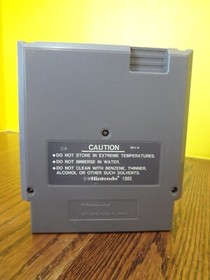 CAUTION
• DO NOT STORE IN EXTREME TEMPERATURES.
• DO NOT IMMERSE IN WATER.
• DO NOT CLEAN WITH BENZENE, THINNER,
ALCOHOL OR OTHER SUCH SOLVENTS.
©Nintendo 1985